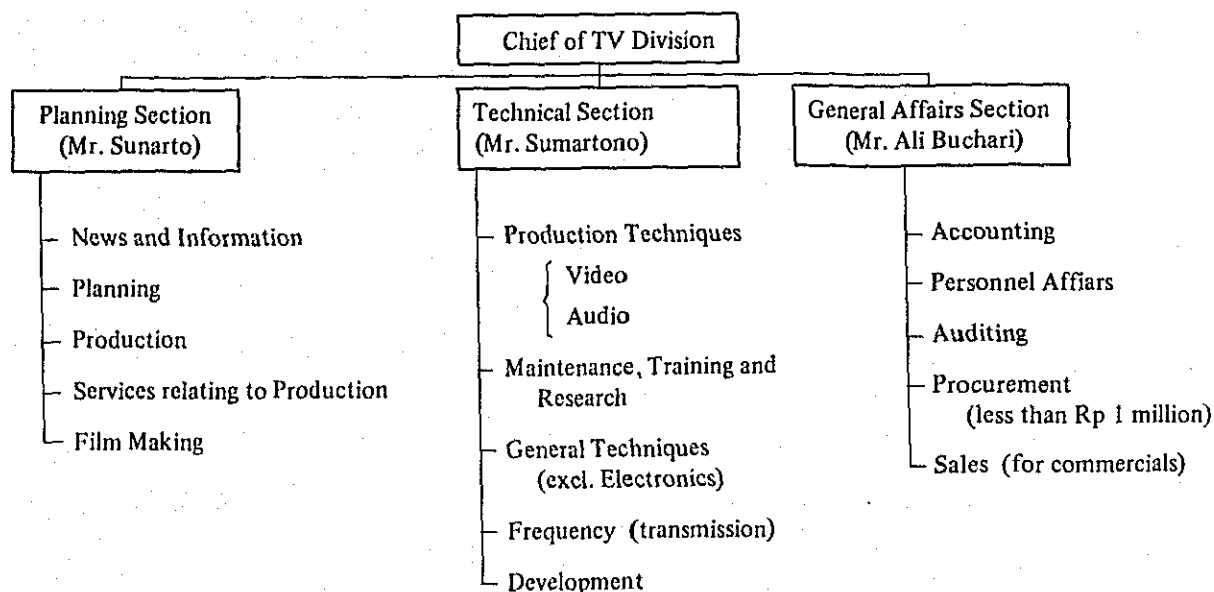 Chief of TV Division
Planning Section
(Mr. Sunarto)
News and Information
Planning
Production
Services relating to Production
Film Making
Technical Section
(Mr. Sumartono)
Production Techniques
Video
Audio
Maintenance, Training and
Research
General Techniques
(excl. Electronics)
Frequency (transmission)
Development
General Affairs Section
(Mr. Ali Buchari)
Accounting
Personnel Affiars
Auditing
Procurement
(less than Rp 1 million)
Sales (for commercials)